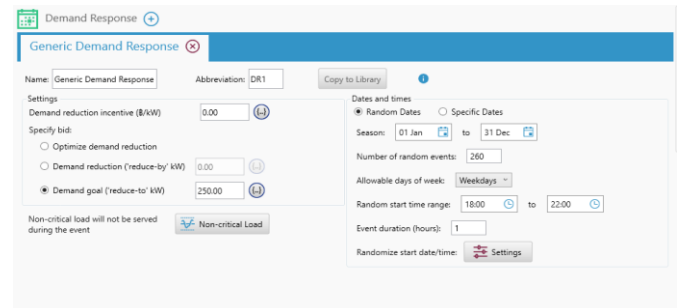 Demand Response
Generic Demand Response
Name: Generic Demand Response Abbreviation: DR1 Copy to Library
Settings
Demand reduction incentive (฿/kW) 0.00 {..}
Specify bid:
Optimize demand reduction
Demand reduction ('reduce-by' kW) 0.00 {..}
Demand goal ('reduce-to' kW) 250.00 {..}
Non-critical load will not be served
during the event
Non-critical Load
Dates and times
Random Dates Specific Dates
Season: 01 Jan to 31 Dec
Number of random events: 260
Allowable days of week: Weekdays
Random start time range: 18:00 to 22:00
Event duration (hours): 1
Randomize start date/time: Settings